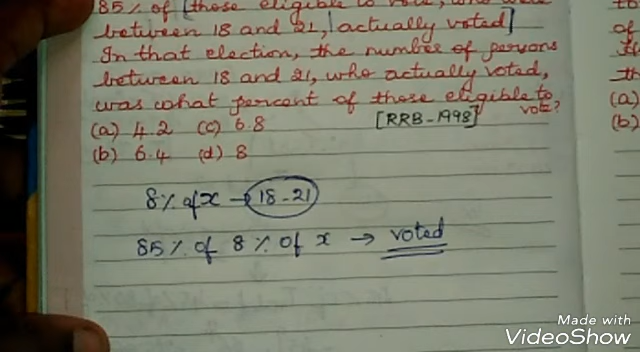 85% of [those eligible to vote, who were
between 18 and 21, actually voted]
In that election, the number of persons
between 18 and 21, who actually voted,
was what percent of those eligible to
vote?
(a) 4.2 (c) 6.8 [RRB-1998]
(b) 6.4 (d) 8
8% of x → 18-21
85% of 8% of x → voted
of
(a)
(b)
Made with
VideoShow